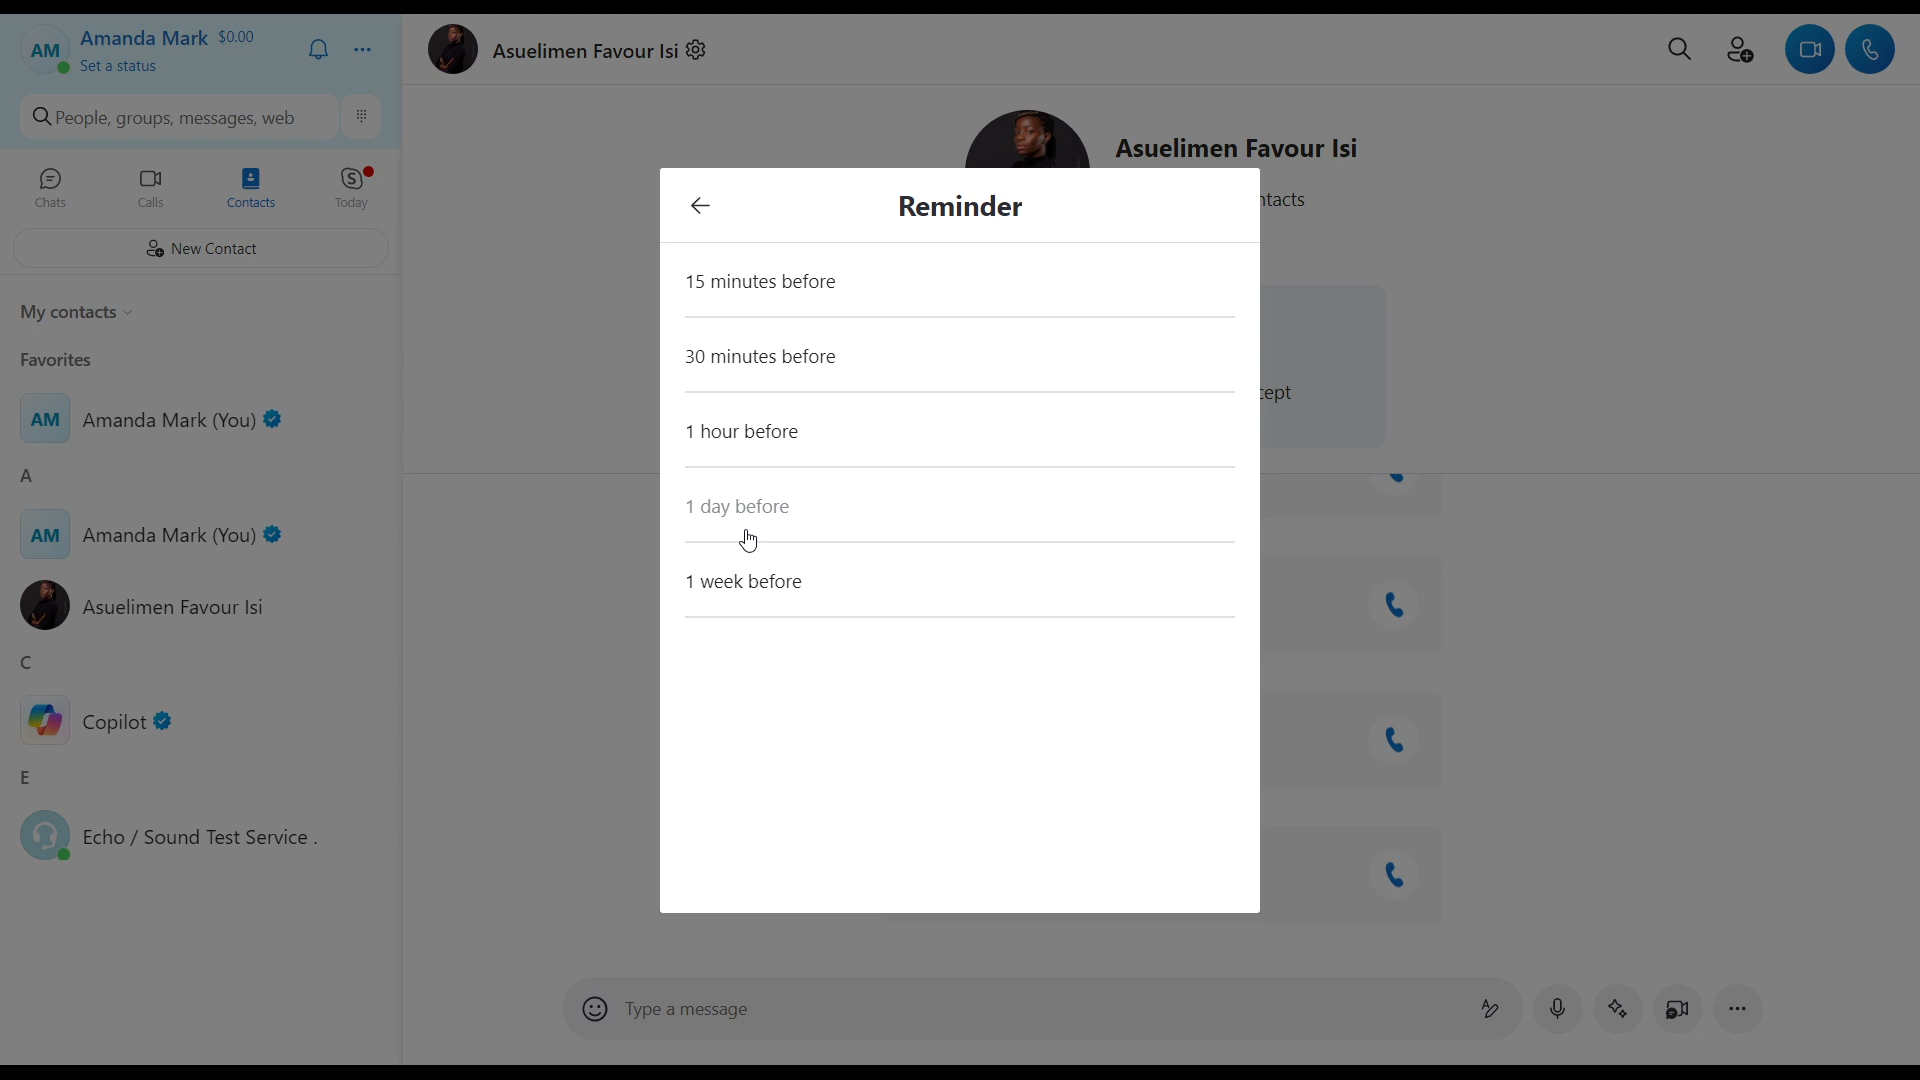 AM
Amanda Mark $0.00
Set a status
People, groups, messages, web
Chats
Calls
Contacts
Today
New Contact
My contacts
Favorites
AM Amanda Mark (You)
A
AM Amanda Mark (You)
Asuelimen Favour Isi
C
Copilot
E
Echo / Sound Test Service .
Asuelimen Favour Isi
Asuelimen Favour Isi
ntacts
cept
Reminder
15 minutes before
30 minutes before
1 hour before
1 day before
1 week before
Type a message